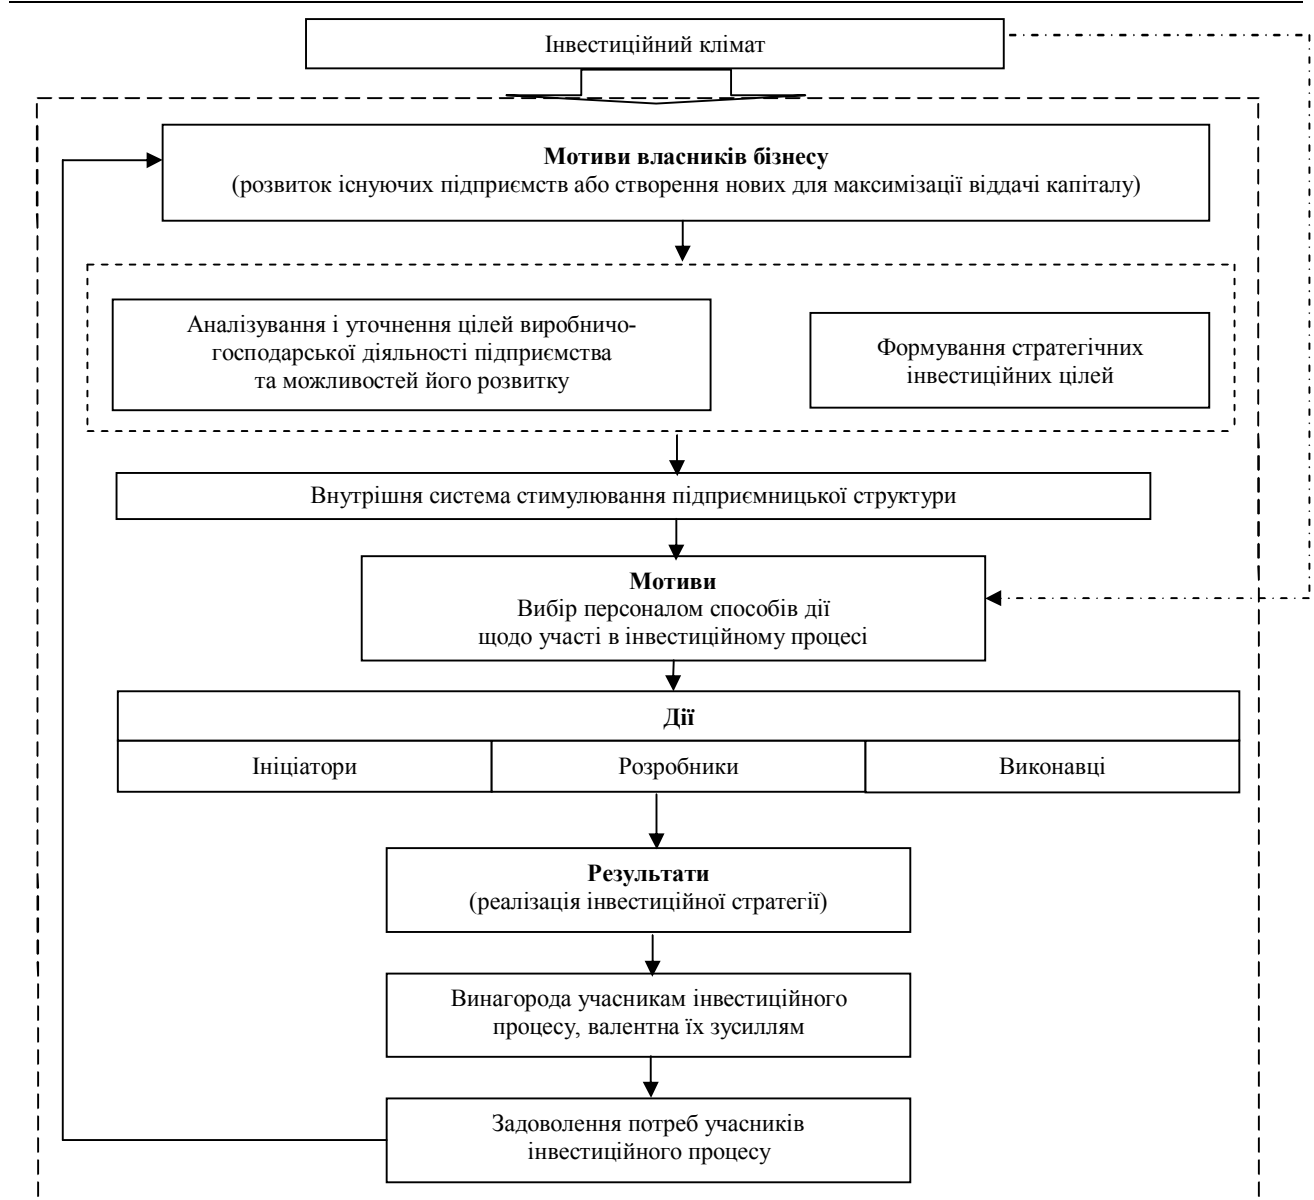 Інвестиційний клімат
Мотиви власників бізнесу
(розвиток існуючих підприємств або створення нових для максимізації віддачі капіталу)
Аналізування і уточнення цілей виробничо-
господарської діяльності підприємства
та можливостей його розвитку
Формування стратегічних
інвестиційних цілей
Внутрішня система стимулювання підприємницької структури
Мотиви
Вибір персоналом способів дії
щодо участі в інвестиційному процесі
Дії
Ініціатори
Розробники
Виконавці
Результати
(реалізація інвестиційної стратегії)
Винагорода учасникам інвестиційного
процесу, валентна їх зусиллям
Задоволення потреб учасників
інвестиційного процесу